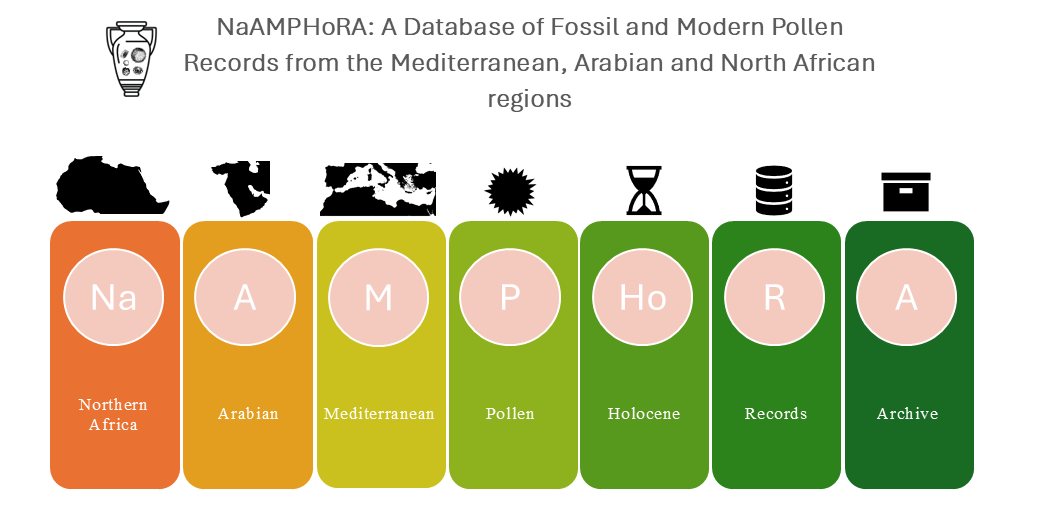 NaAMPHoRA: A Database of Fossil and Modern Pollen
Records from the Mediterranean, Arabian and North African
regions
Na
A
M
P
Ho
R
A
Northern
Africa
Arabian
Mediterranean
Pollen
Holocene
Records
Archive